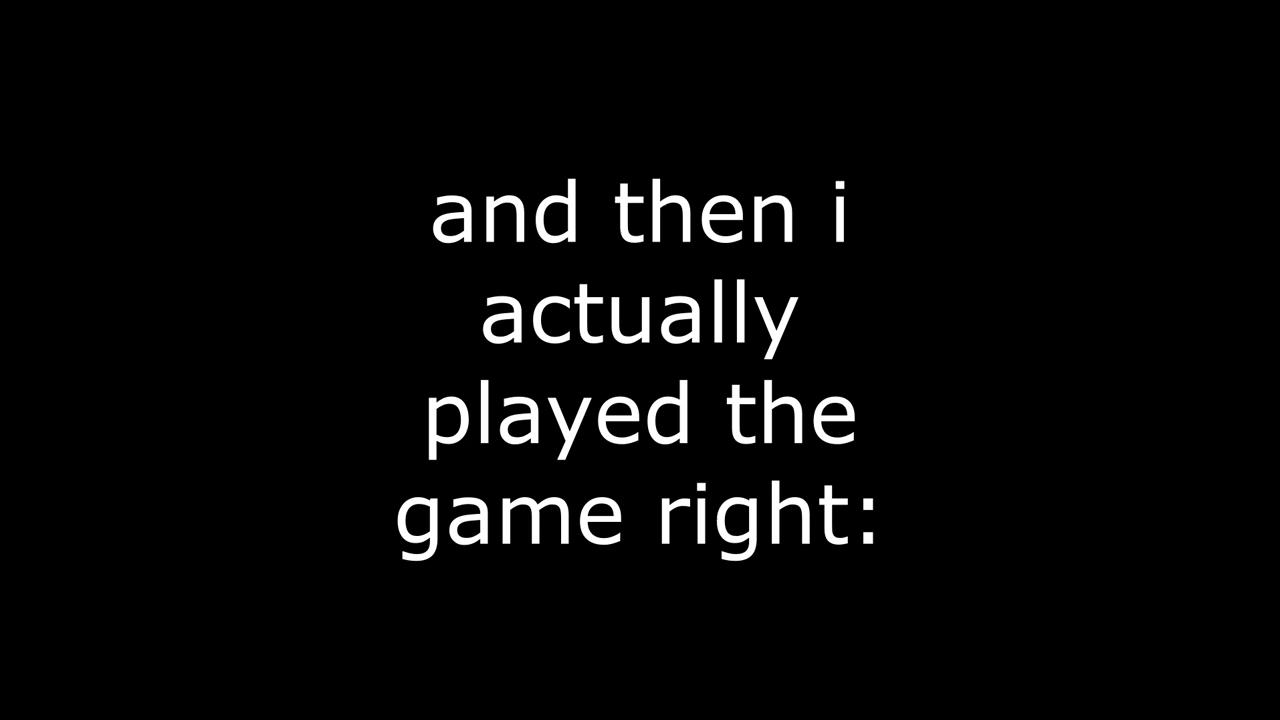 and then i
actually
played the
game right: